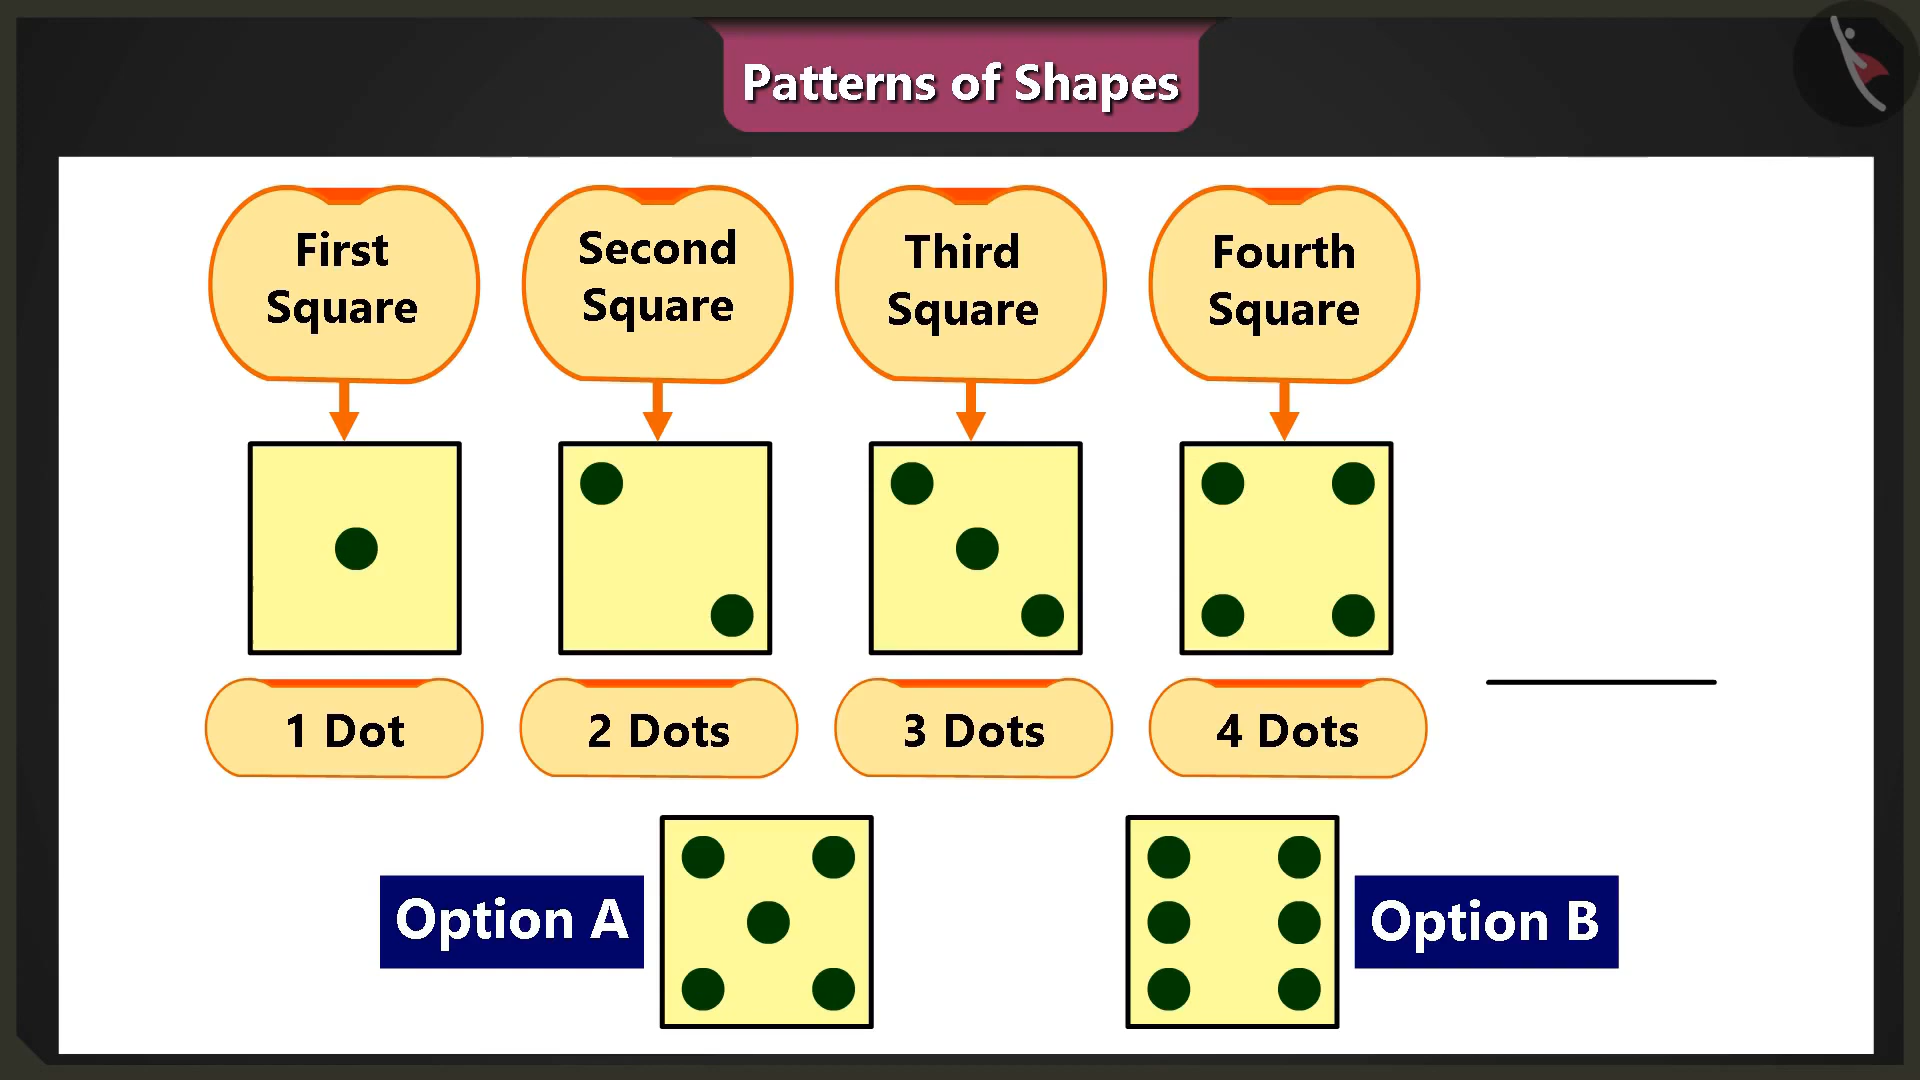 Patterns of Shapes
First
Square
Second
Square
Third
Square
Fourth
Square
1 Dot
2 Dots
3 Dots
4 Dots
Option A
Option B